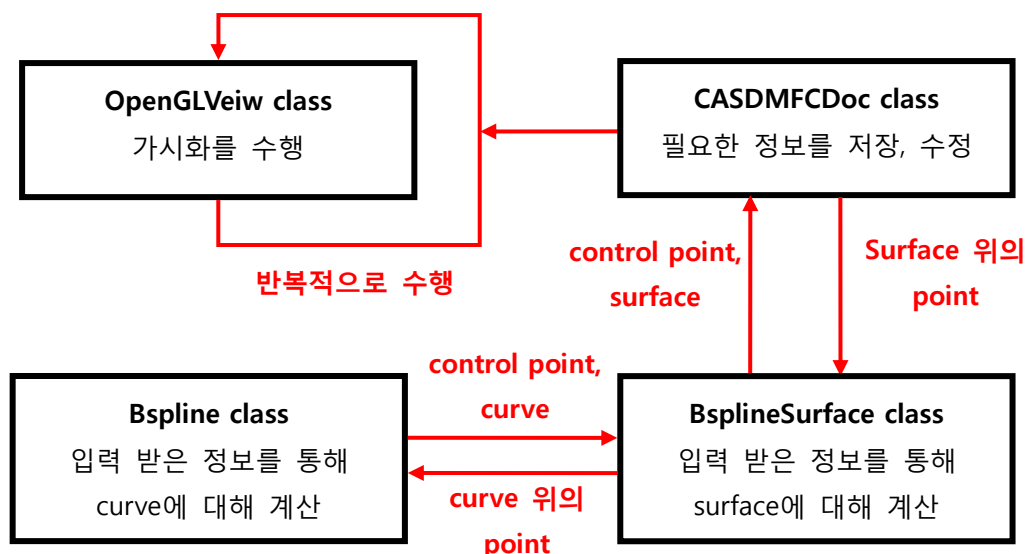 OpenGLVeiw class
가시화를 수행
CASDMFCDoc class
필요한 정보를 저장, 수정
반복적으로 수행
control point,
surface
Surface 위의
point
Bspline class
입력 받은 정보를 통해
curve에 대해 계산
control point,
curve
curve 위의
point
BsplineSurface class
입력 받은 정보를 통해
surface에 대해 계산